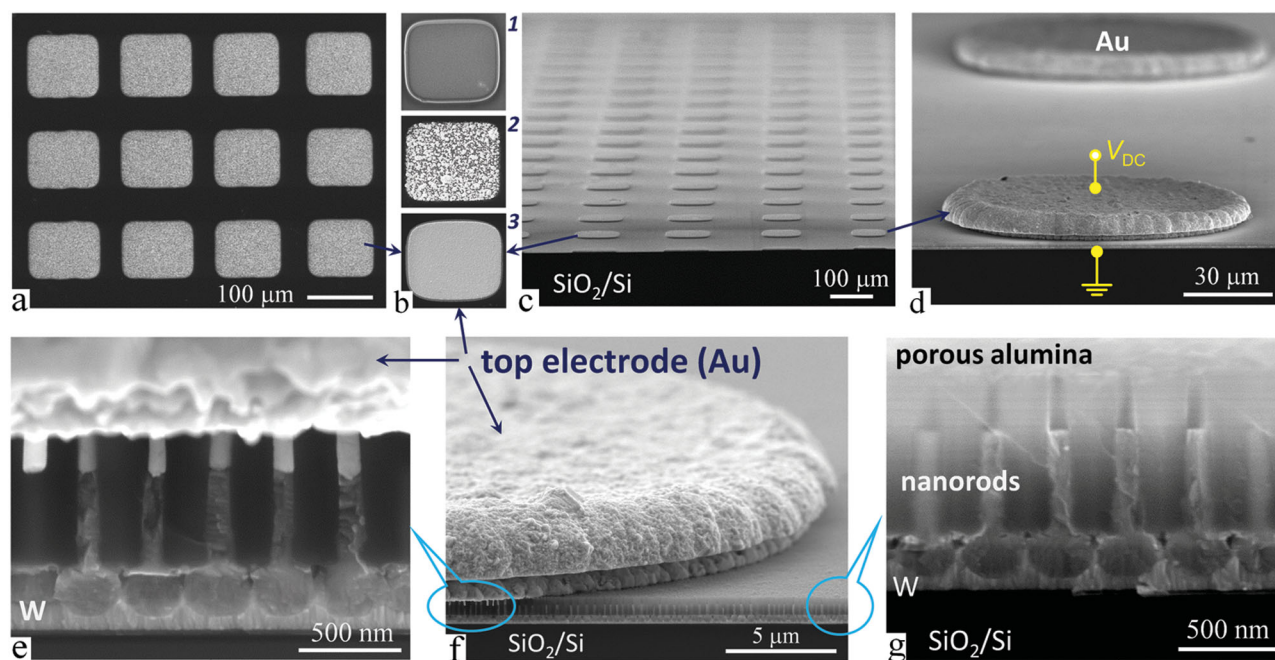 1
2
3
Au
V_DC
a
100 μm
b
c
SiO₂/Si
100 μm
d
30 μm
top electrode (Au)
porous alumina
nanorods
W
e
500 nm
f
SiO₂/Si
5 μm
W
g
SiO₂/Si
500 nm